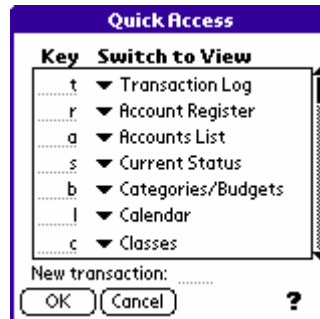 Quick Access
Key Switch to View
t Transaction Log
r Account Register
a Accounts List
s Current Status
b Categories/Budgets
l Calendar
c Classes
New transaction:
OK Cancel ?